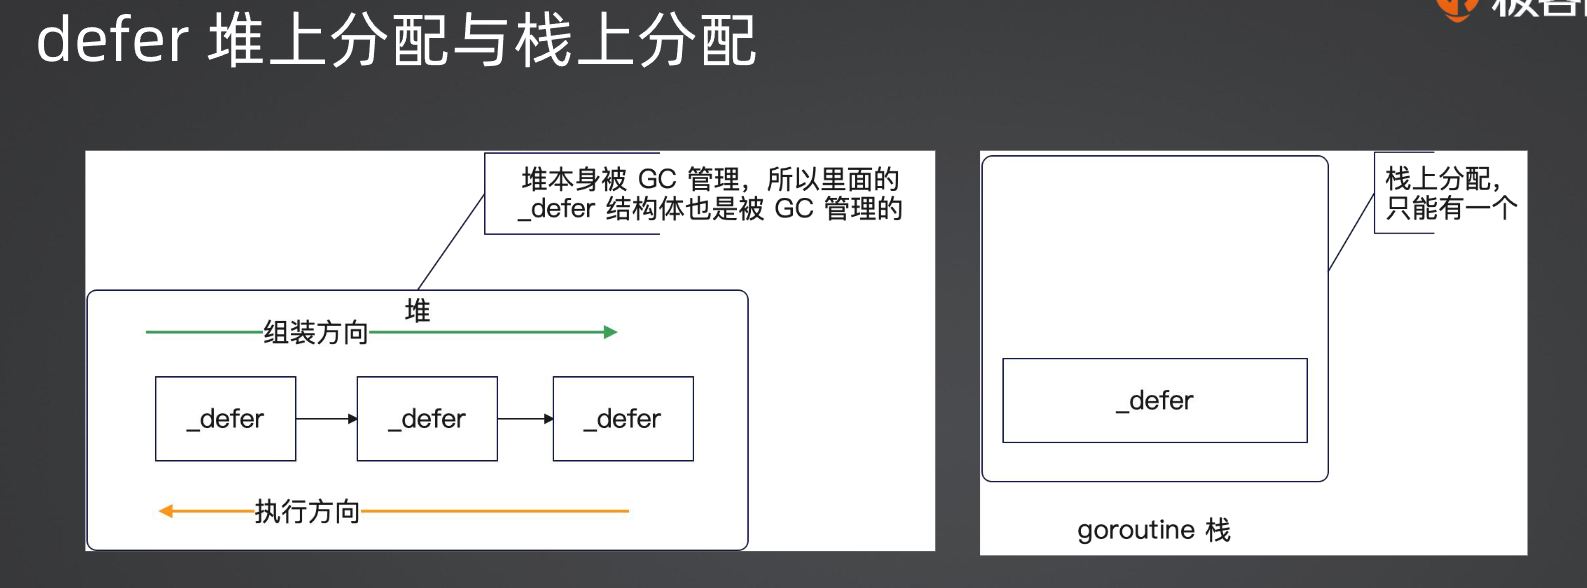 defer 堆上分配与栈上分配
堆本身被 GC 管理，所以里面的
_defer 结构体也是被 GC 管理的
堆
组装方向
_defer
_defer
_defer
执行方向
栈上分配，
只能有一个
_defer
goroutine 栈